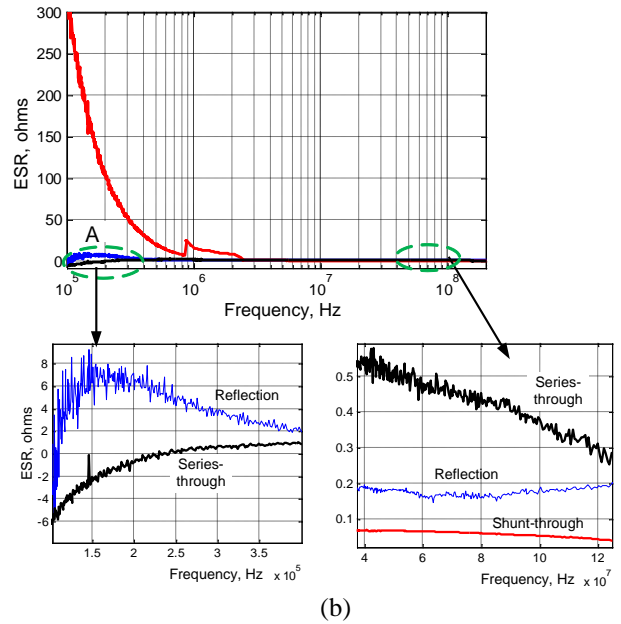 300
250
200
150
100
50
0
ESR, ohms
A
10^5
10^6
10^7
10^8
Frequency, Hz
8
6
4
2
0
-2
-4
-6
ESR, ohms
Reflection
Series-
through
1.5
2
2.5
3
3.5
Frequency, Hz x 10^5
0.5
0.4
0.3
0.2
0.1
Series-
through
Reflection
Shunt-through
4
6
8
10
12
Frequency, Hz x 10^7
(b)